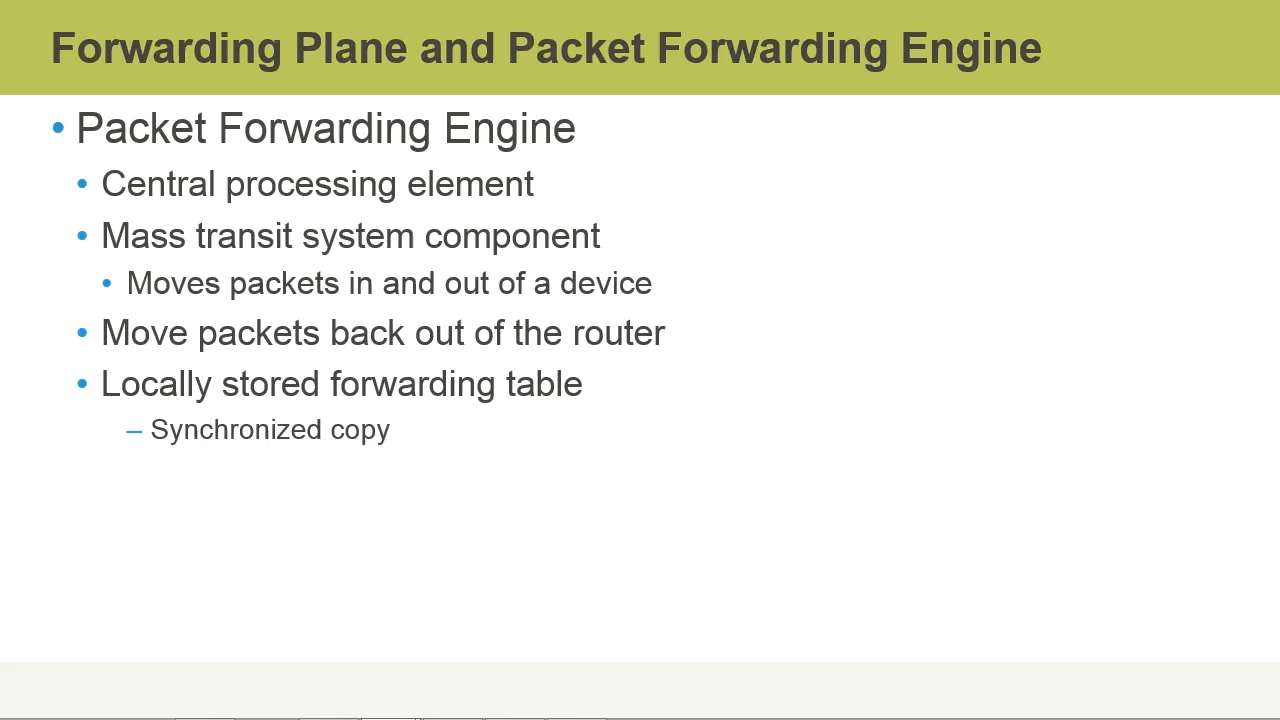 Forwarding Plane and Packet Forwarding Engine
• Packet Forwarding Engine
• Central processing element
• Mass transit system component
• Moves packets in and out of a device
• Move packets back out of the router
• Locally stored forwarding table
– Synchronized copy